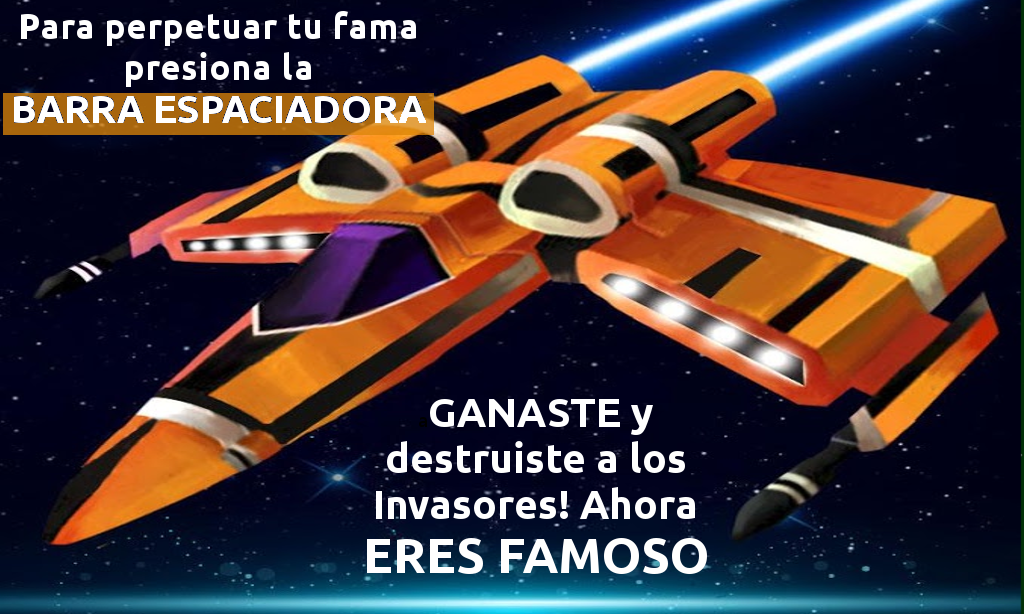 Para perpetuar tu fama
presiona la
BARRA ESPACIADORA
GANASTE y
destruiste a los
Invasores! Ahora
ERES FAMOSO